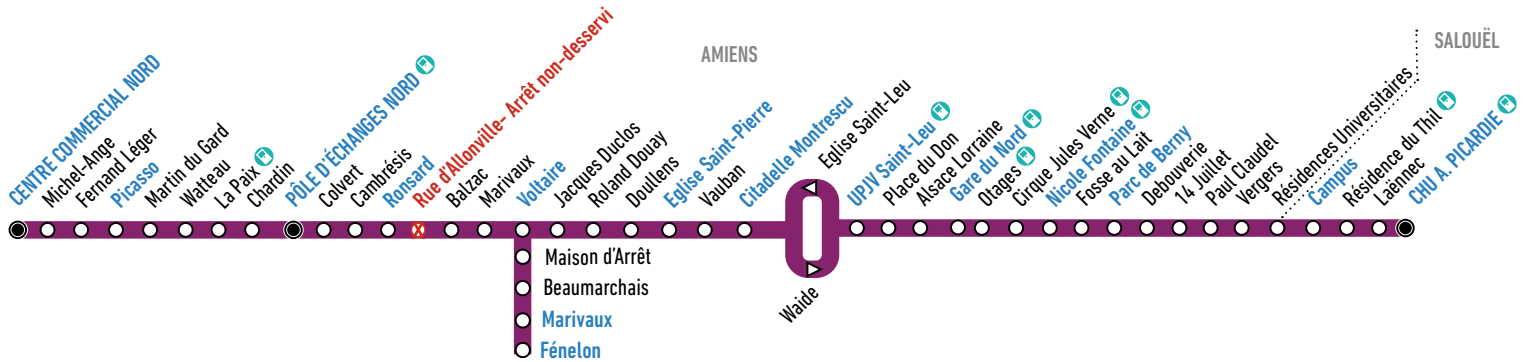 AMIENS
SALOUËL
CENTRE COMMERCIAL NORD
Michel-Ange
Fernand Léger
Picasso
Martin du Gard
Watteau
La Paix
Chardin
PÔLE D'ÉCHANGES NORD
Colvert
Cambrésis
Ronsard
Rue d'Allonville- Arrêt non-desservi
Balzac
Marivaux
Voltaire
Jacques Duclos
Roland Douay
Doullens
Eglise Saint-Pierre
Vauban
Citadelle Montrescu
Eglise Saint-Leu
UPJV Saint-Leu
Place du Don
Alsace Lorraine
Gare du Nord
Otages
Cirque Jules Verne
Nicole Fontaine
Fosse au Lait
Parc de Berny
Debouverie
14 Juillet
Paul Claudel
Vergers
Résidences Universitaires
Campus
Résidence du Thil
Laënnec
CHU A. PICARDIE
Maison d'Arrêt
Beaumarchais
Marivaux
Fénelon
Waide